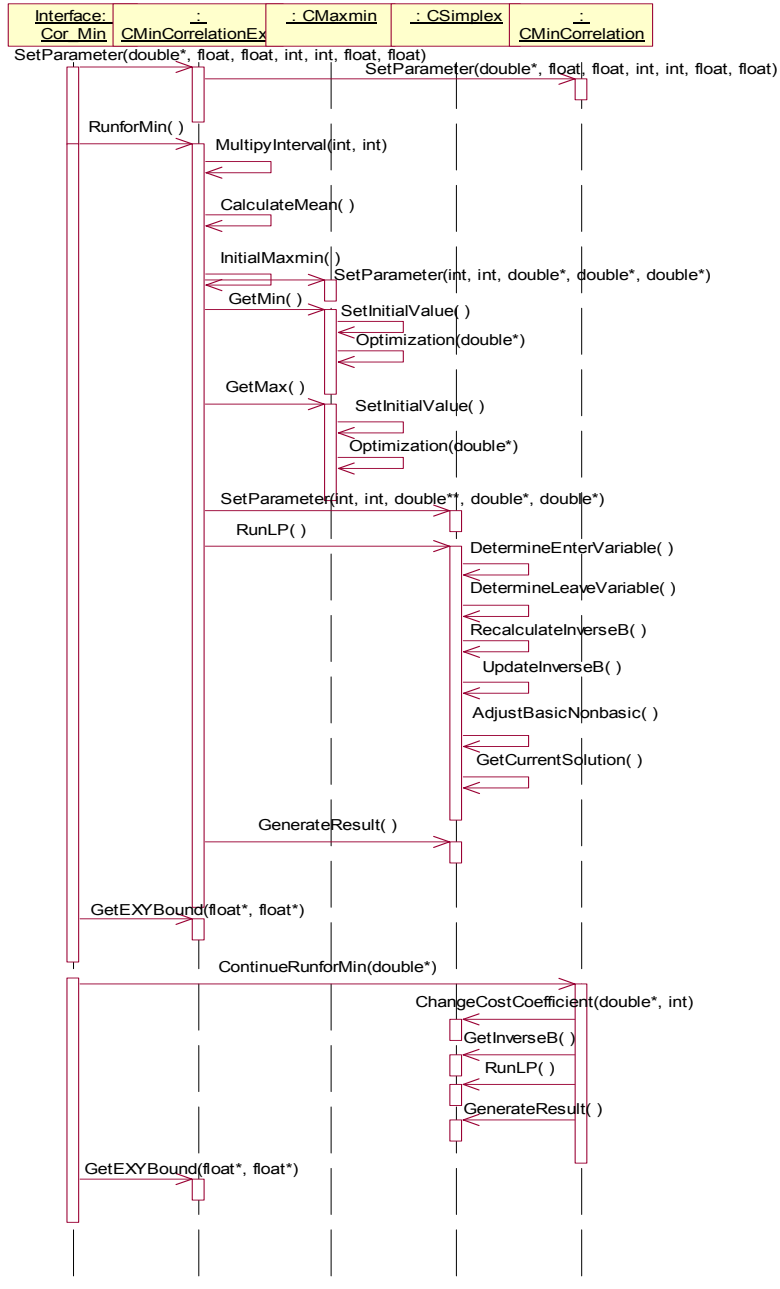 Interface:
Cor_Min
:
CMinCorrelationEx
: CMaxmin
: CSimplex
:
CMinCorrelation
SetParameter(double*, float, float, int, int, float, float)
SetParameter(double*, float, float, int, int, float, float)
RunforMin( )
MultipyInterval(int, int)
CalculateMean( )
InitialMaxmin( )
SetParameter(int, int, double*, double*, double*)
GetMin( )
SetInitialValue( )
Optimization(double*)
GetMax( )
SetInitialValue( )
Optimization(double*)
SetParameter(int, int, double**, double*, double*)
RunLP( )
DetermineEnterVariable( )
DetermineLeaveVariable( )
RecalculateInverseB( )
UpdateInverseB( )
AdjustBasicNonbasic( )
GetCurrentSolution( )
GenerateResult( )
GetEXYBound(float*, float*)
ContinueRunforMin(double*)
ChangeCostCoefficient(double*, int)
GetInverseB( )
RunLP( )
GenerateResult( )
GetEXYBound(float*, float*)